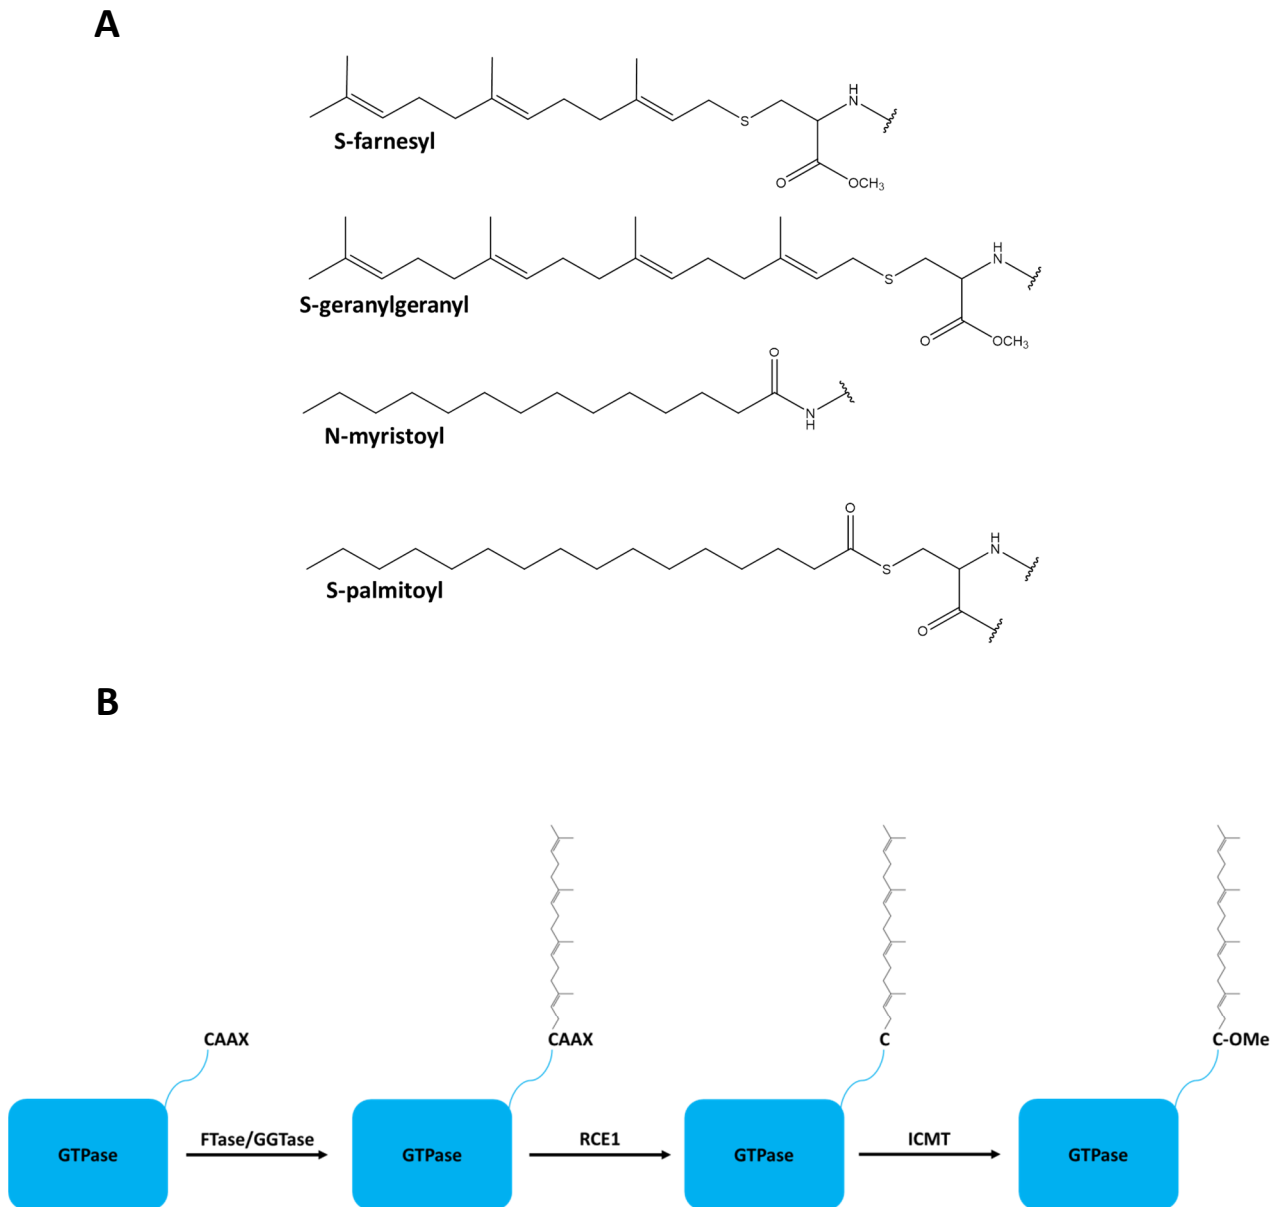 A
S
H
N
O
OCH3
S-farnesyl
S
H
N
O
OCH3
S-geranylgeranyl
O
N
H
N-myristoyl
O
S
H
N
O
S-palmitoyl
B
CAAX
CAAX
C
C-OMe
GTPase
FTase/GGTase
GTPase
RCE1
GTPase
ICMT
GTPase